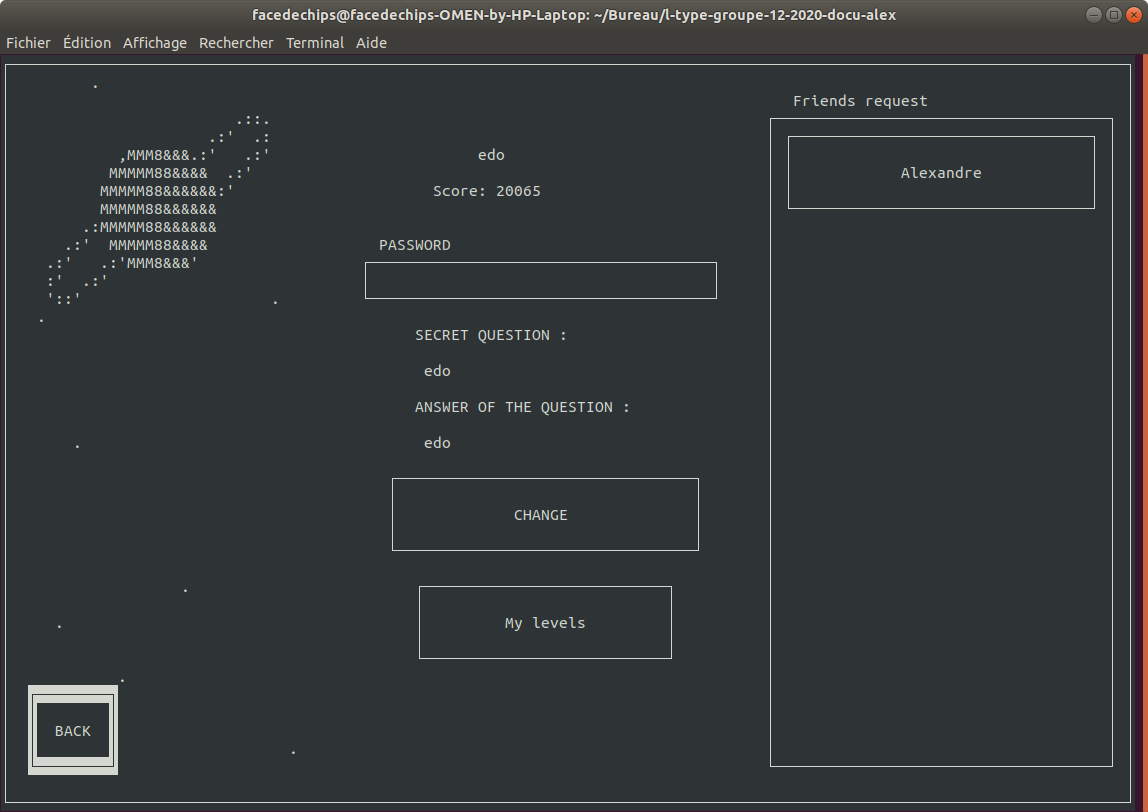 facedechips@facedechips-OMEN-by-HP-Laptop: ~/Bureau/l-type-groupe-12-2020-docu-alex
Fichier Édition Affichage Rechercher Terminal Aide
Friends request
Alexandre
edo
Score: 20065
PASSWORD
SECRET QUESTION :
edo
ANSWER OF THE QUESTION :
edo
CHANGE
My levels
BACK
.::.
.:' .:
,MMM8&&&.:' .:'
MMMMM88&&&& .:'
MMMMM88&&&&&&:'
MMMMM88&&&&&&
.:MMMMM88&&&&&&
.:' MMMMM88&&&&
.:' .:'MMM8&&&'
:' .:'
'::'